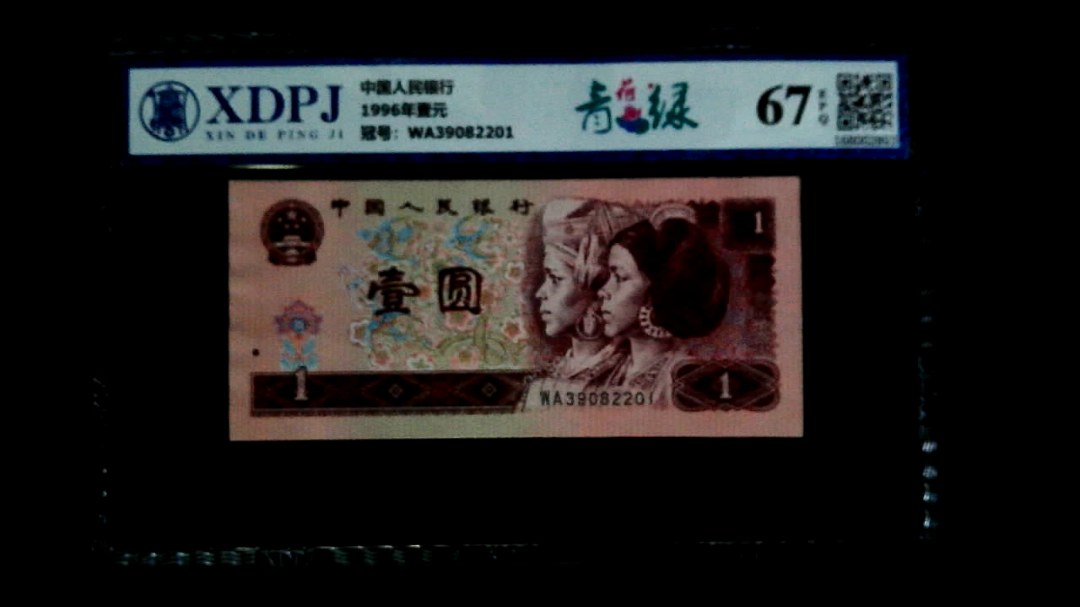 XDPJ
XIN DE PING JI
中国人民银行
1996年壹元
冠号: WA39082201
青苹绿
67
EPQ
中国人民银行
1
壹圆
1
WA39082201
1